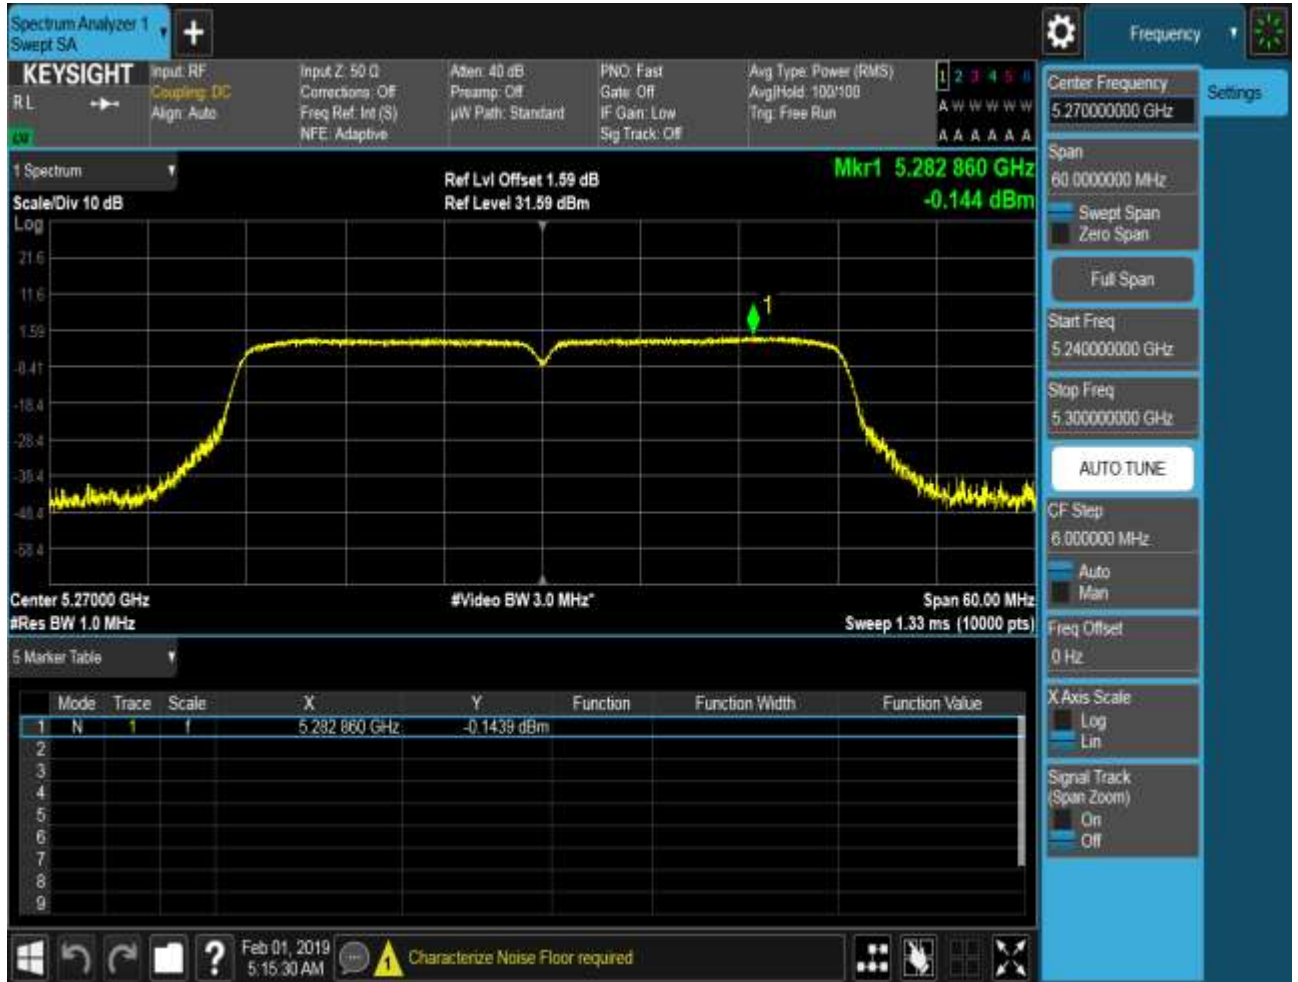 Spectrum Analyzer 1
Swept SA
+
Frequency
KEYSIGHT
R L
Input: RF
Coupling: DC
Align: Auto
Input Z: 50 Ω
Corrections: Off
Freq Ref: Int (S)
NFE: Adaptive
Atten: 40 dB
Preamp: Off
µW Path: Standard
PNO: Fast
Gate: Off
IF Gain: Low
Sig Track: Off
Avg Type: Power (RMS)
Avg|Hold: 100/100
Trig: Free Run
1 2 3 4 5 6
A W W W W W
A A A A A A
1 Spectrum
Scale/Div 10 dB
Ref Lvl Offset 1.59 dB
Ref Level 31.59 dBm
Mkr1 5.282 860 GHz
-0.144 dBm
Log
21.6
11.6
1.59
-8.41
-18.4
-28.4
-38.4
-48.4
-58.4
1
Center 5.27000 GHz
#Video BW 3.0 MHz*
Span 60.00 MHz
#Res BW 1.0 MHz
Sweep 1.33 ms (10000 pts)
5 Marker Table
Mode Trace Scale X Y Function Function Width Function Value
1 N 1 f 5.282 860 GHz -0.1439 dBm
2
3
4
5
6
7
8
9
Feb 01, 2019
5:15:30 AM
?
1
Characterize Noise Floor required
Center Frequency
5.270000000 GHz
Settings
Span
60.0000000 MHz
Swept Span
Zero Span
Full Span
Start Freq
5.240000000 GHz
Stop Freq
5.300000000 GHz
AUTO TUNE
CF Step
6.000000 MHz
Auto
Man
Freq Offset
0 Hz
X Axis Scale
Log
Lin
Signal Track
(Span Zoom)
On
Off